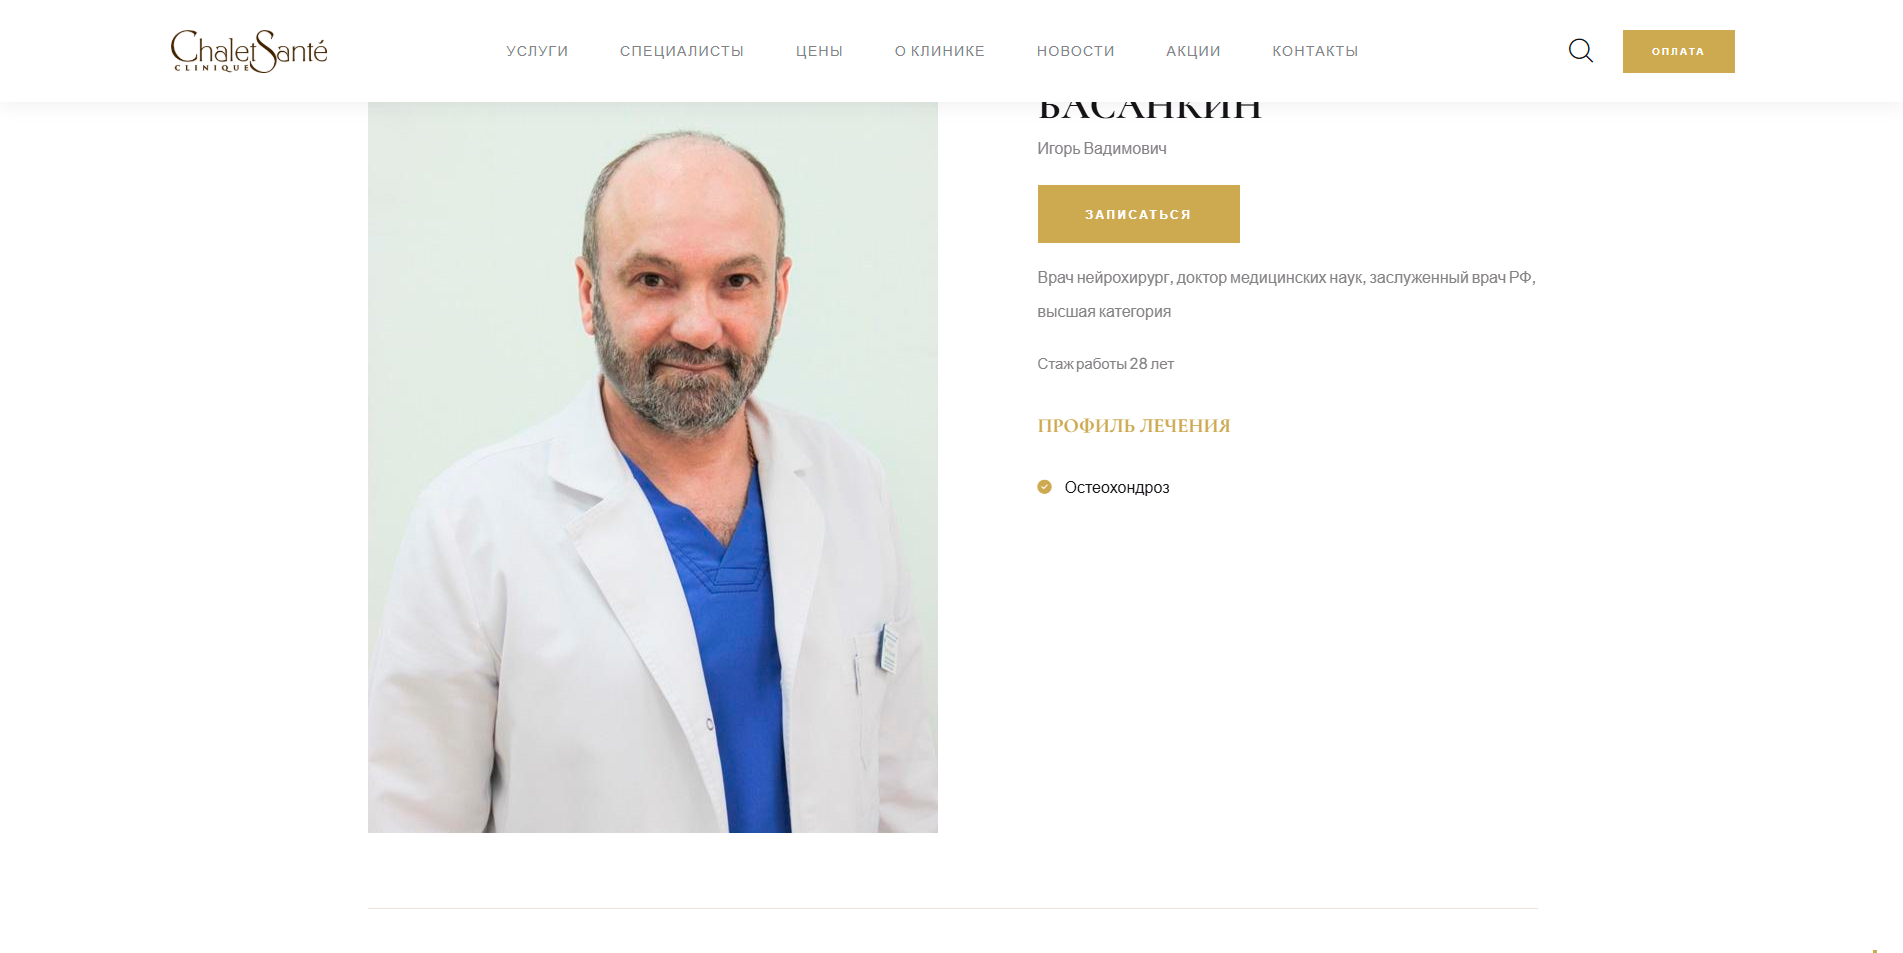 ChaletSanté
CLINIQUE
УСЛУГИ
СПЕЦИАЛИСТЫ
ЦЕНЫ
О КЛИНИКЕ
НОВОСТИ
АКЦИИ
КОНТАКТЫ
ОПЛАТА
БАСАНКИН
Игорь Вадимович
ЗАПИСАТЬСЯ
Врач нейрохирург, доктор медицинских наук, заслуженный врач РФ,
высшая категория
Стаж работы 28 лет
ПРОФИЛЬ ЛЕЧЕНИЯ
Остеохондроз